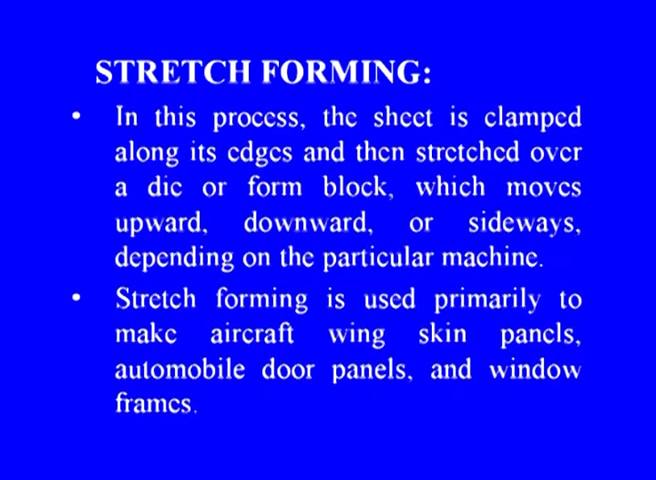 STRETCH FORMING:
• In this process, the sheet is clamped
along its edges and then stretched over
a die or form block, which moves
upward, downward, or sideways,
depending on the particular machine.
• Stretch forming is used primarily to
make aircraft wing skin panels,
automobile door panels, and window
frames.